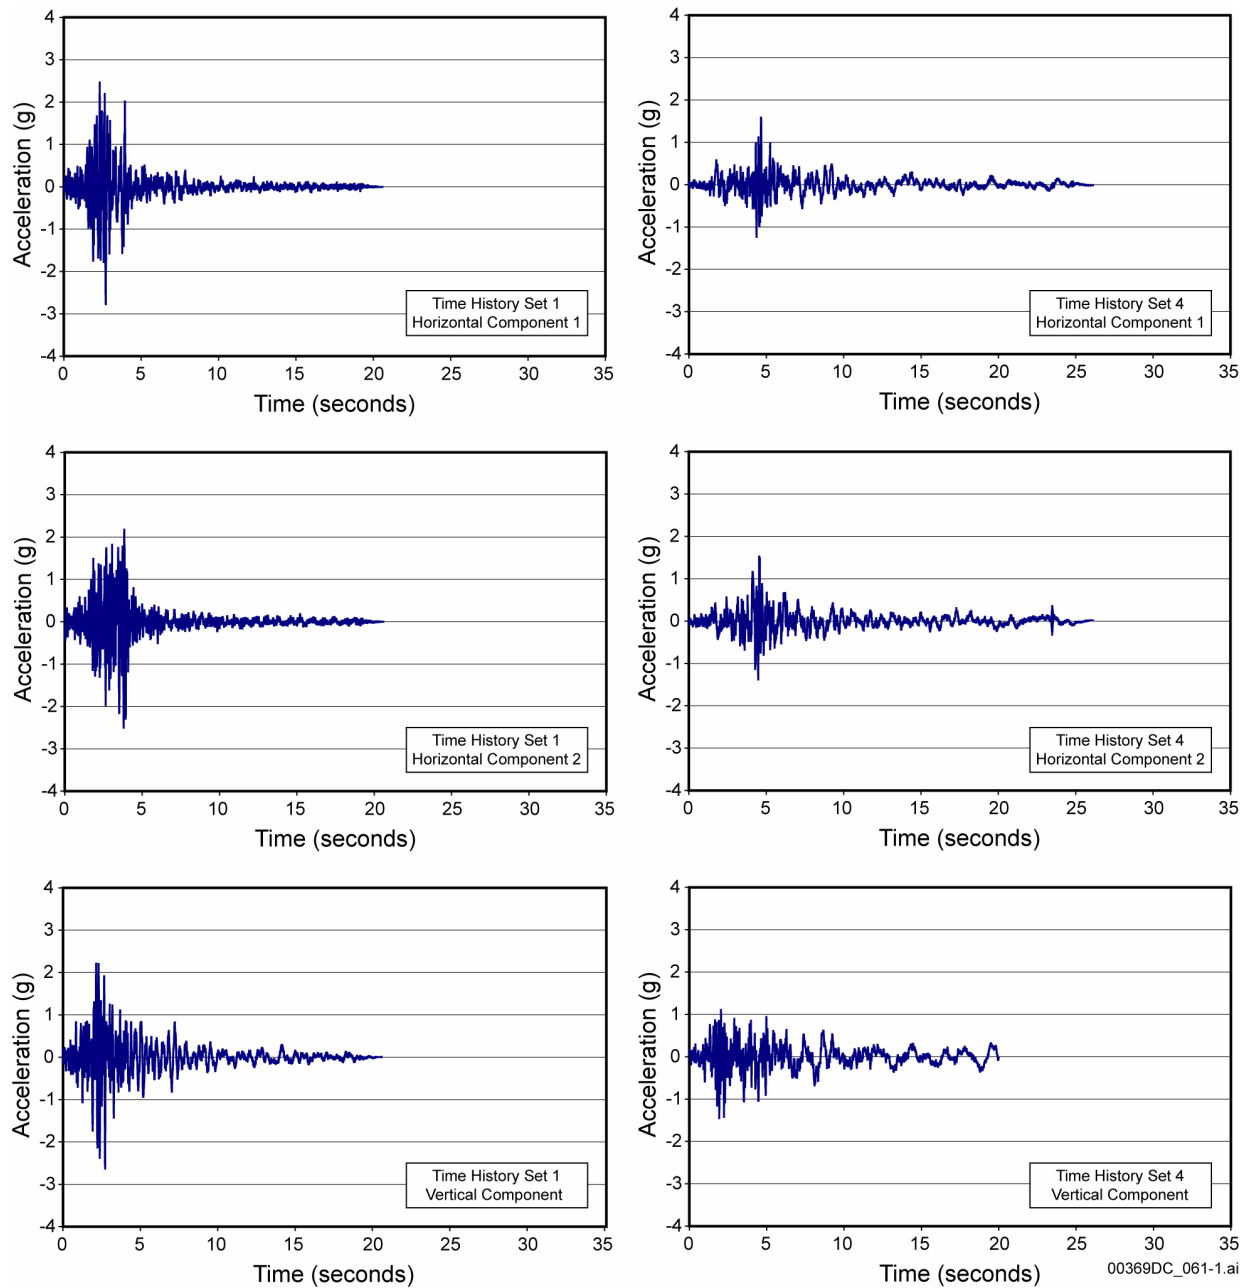 4
3
2
1
0
-1
-2
-3
-4
Acceleration (g)
0 5 10 15 20 25 30 35
Time (seconds)
Time History Set 1
Horizontal Component 1
4
3
2
1
0
-1
-2
-3
-4
Acceleration (g)
0 5 10 15 20 25 30 35
Time (seconds)
Time History Set 4
Horizontal Component 1
4
3
2
1
0
-1
-2
-3
-4
Acceleration (g)
0 5 10 15 20 25 30 35
Time (seconds)
Time History Set 1
Horizontal Component 2
4
3
2
1
0
-1
-2
-3
-4
Acceleration (g)
0 5 10 15 20 25 30 35
Time (seconds)
Time History Set 4
Horizontal Component 2
4
3
2
1
0
-1
-2
-3
-4
Acceleration (g)
0 5 10 15 20 25 30 35
Time (seconds)
Time History Set 1
Vertical Component
4
3
2
1
0
-1
-2
-3
-4
Acceleration (g)
0 5 10 15 20 25 30 35
Time (seconds)
Time History Set 4
Vertical Component
00369DC_061-1.ai